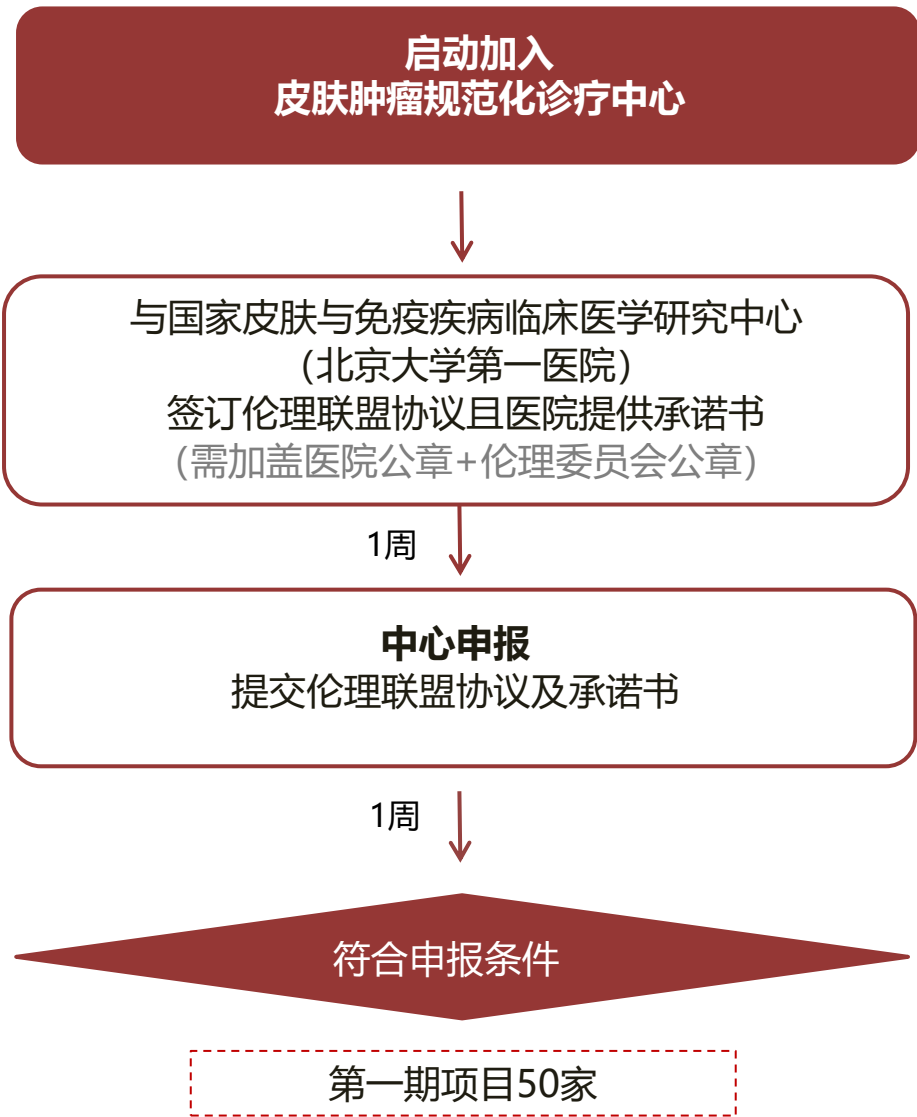 启动加入
皮肤肿瘤规范化诊疗中心
与国家皮肤与免疫疾病临床医学研究中心
（北京大学第一医院）
签订伦理联盟协议且医院提供承诺书
（需加盖医院公章+伦理委员会公章）
1周
中心申报
提交伦理联盟协议及承诺书
1周
符合申报条件
第一期项目50家